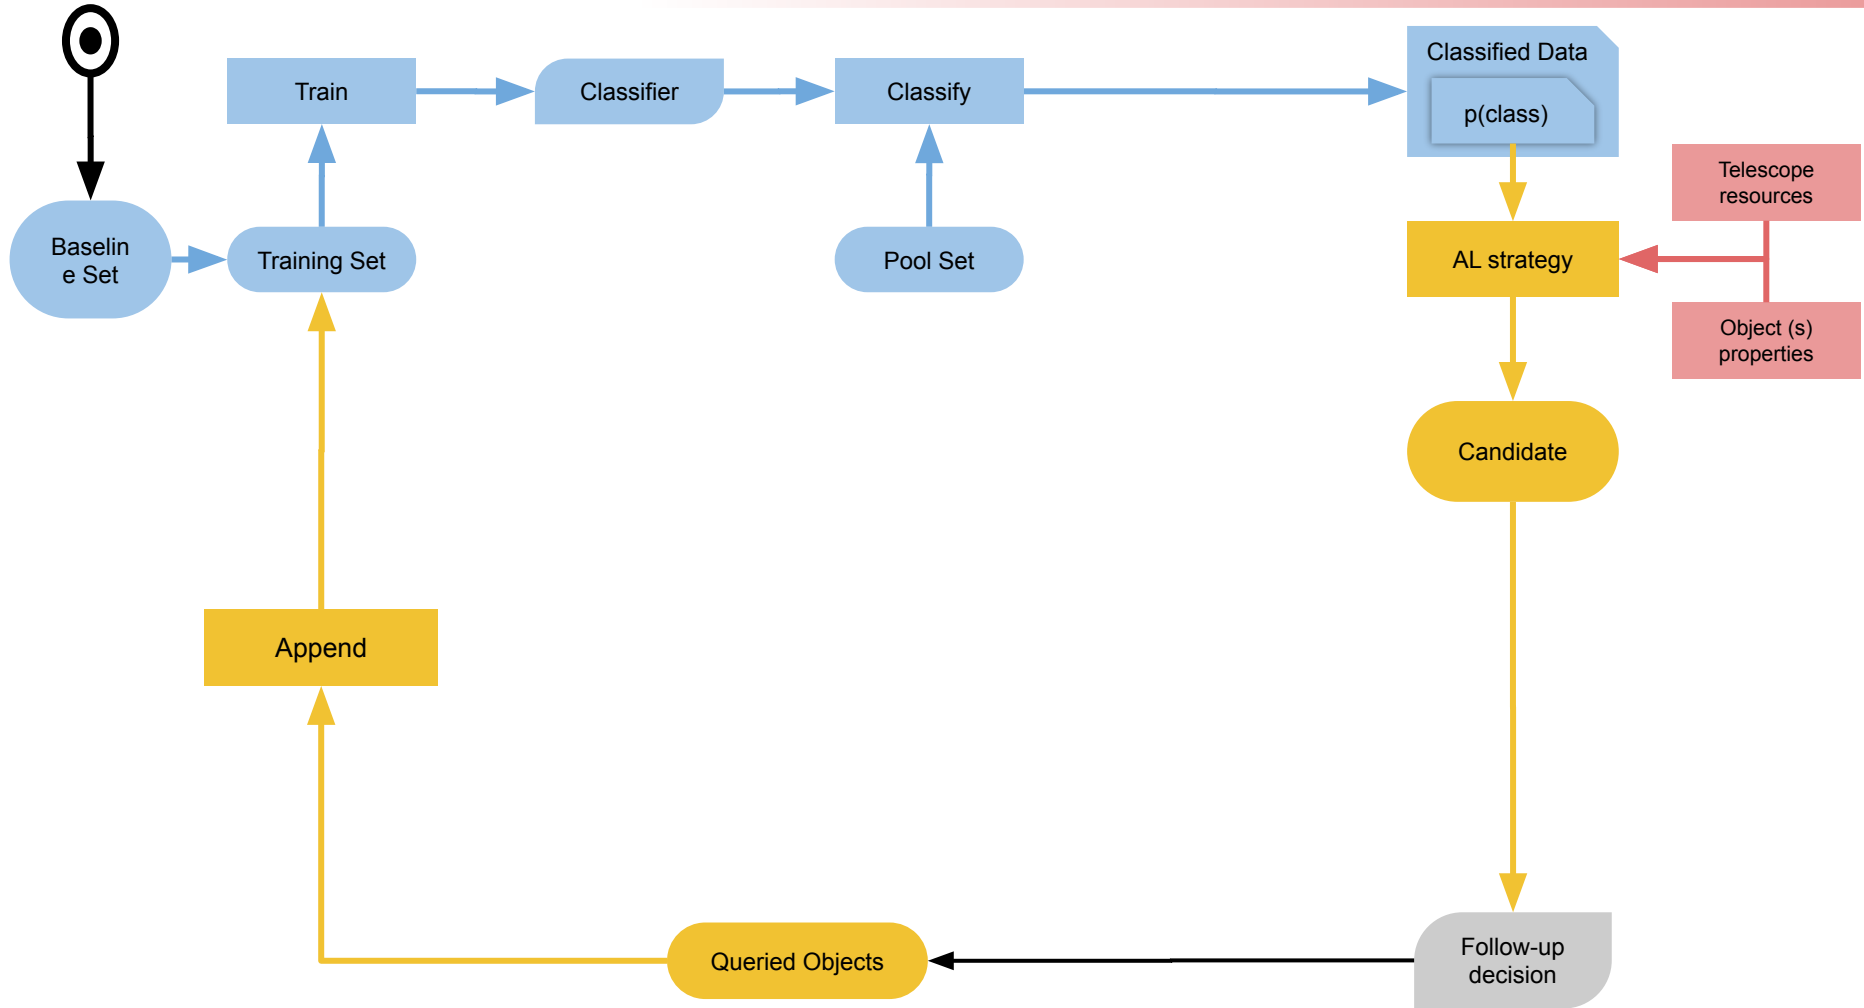 Train
Classifier
Classify
Classified Data
p(class)
Telescope
resources
Baselin
e Set
Training Set
Pool Set
AL strategy
Object (s)
properties
Candidate
Append
Queried Objects
Follow-up
decision